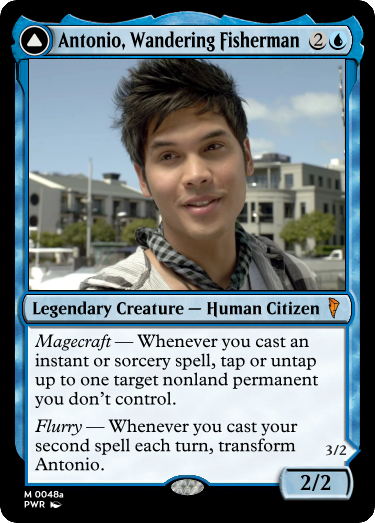 Antonio, Wandering Fisherman 2
Legendary Creature — Human Citizen
Magecraft — Whenever you cast an
instant or sorcery spell, tap or untap
up to one target nonland permanent
you don't control.
Flurry — Whenever you cast your
second spell each turn, transform
Antonio.
3/2
2/2
M 0048a
PWR